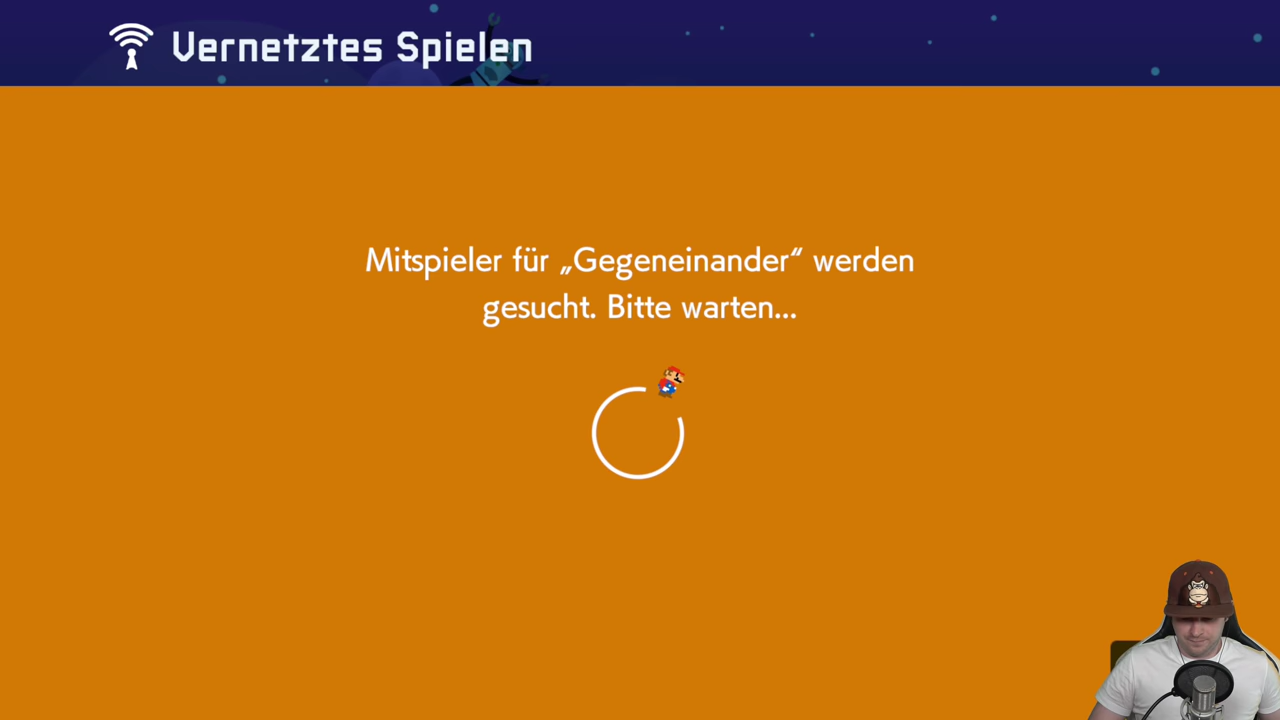 Vernetztes Spielen
Mitspieler für „Gegeneinander“ werden
gesucht. Bitte warten...